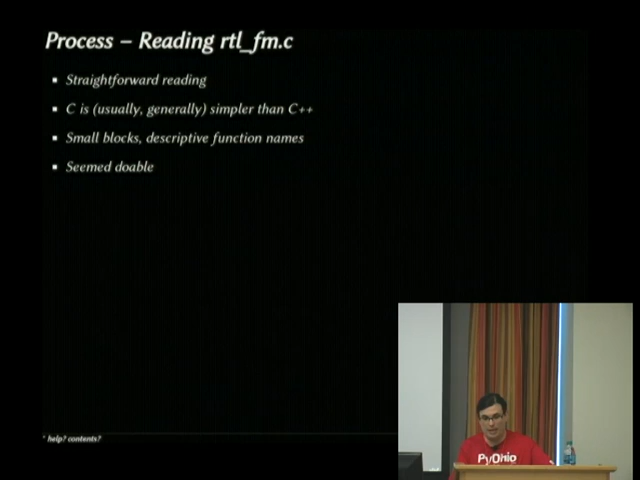 Process – Reading rtl_fm.c
▪ Straightforward reading
▪ C is (usually, generally) simpler than C++
▪ Small blocks, descriptive function names
▪ Seemed doable
* help? contents?
PyOhio